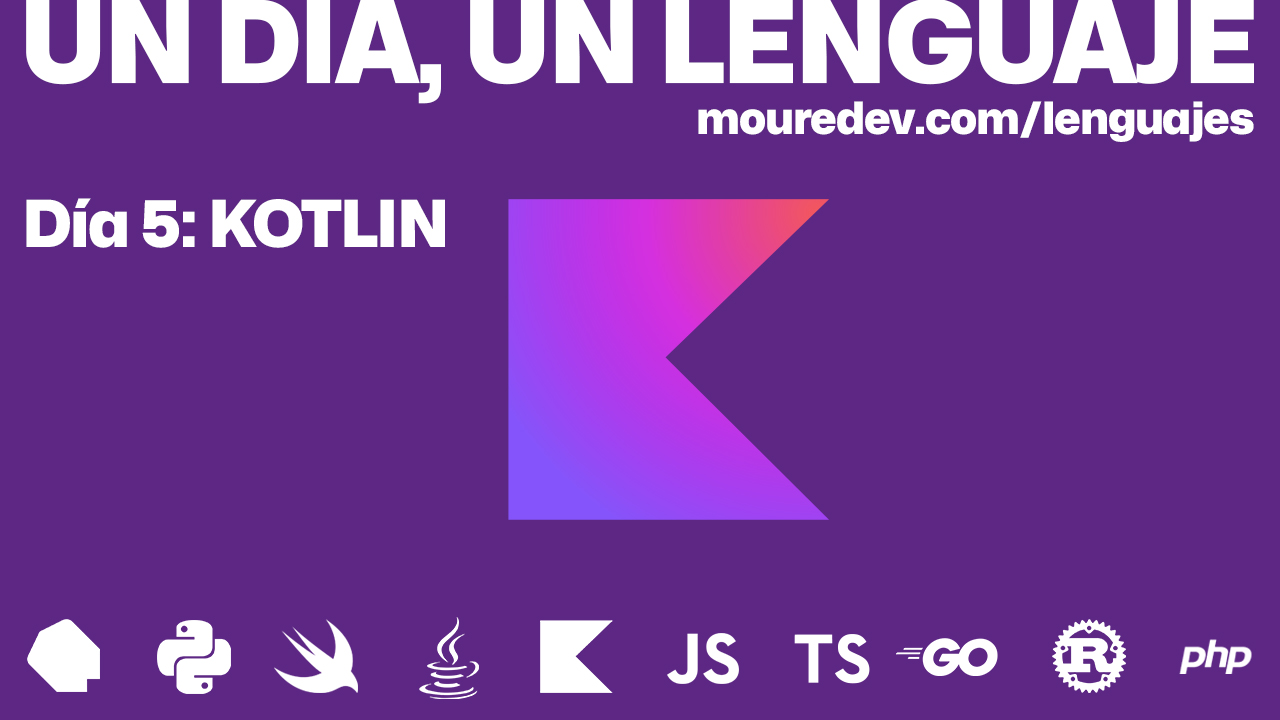 UN DÍA, UN LENGUAJE
mouredev.com/lenguajes
Día 5: KOTLIN
JS TS GO R php